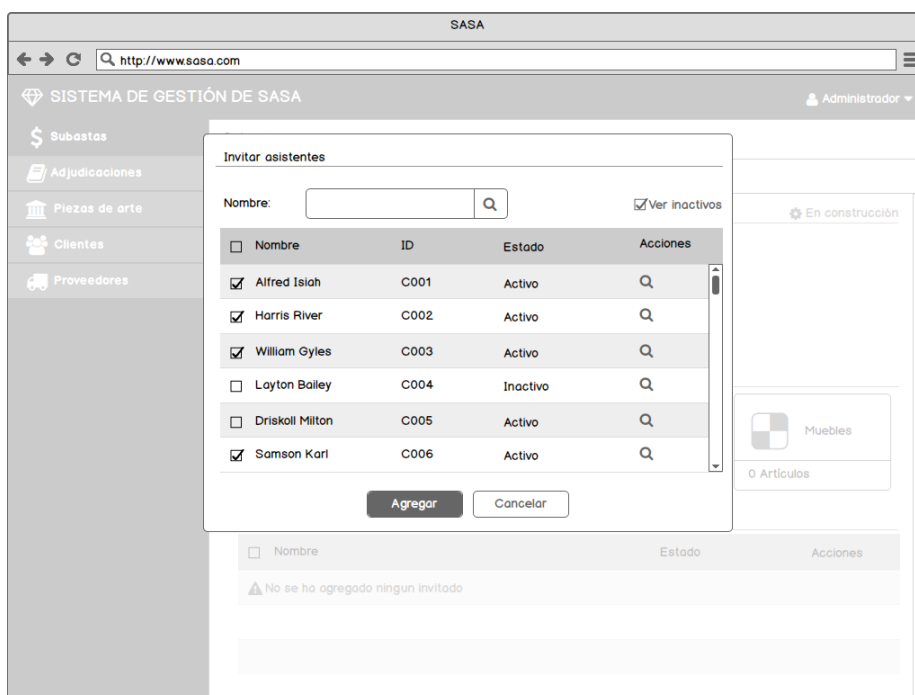 SASA
http://www.sasa.com
SISTEMA DE GESTIÓN DE SASA
Administrador
Subastas
Adjudicaciones
Piezas de arte
Clientes
Proveedores
En construcción
Invitar asistentes
Nombre:
Ver inactivos
Nombre ID Estado Acciones
Alfred Isiah C001 Activo
Harris River C002 Activo
William Gyles C003 Activo
Layton Bailey C004 Inactivo
Driskoll Milton C005 Activo
Samson Karl C006 Activo
Agregar Cancelar
Muebles
0 Artículos
Nombre Estado Acciones
No se ha agregado ningun invitado